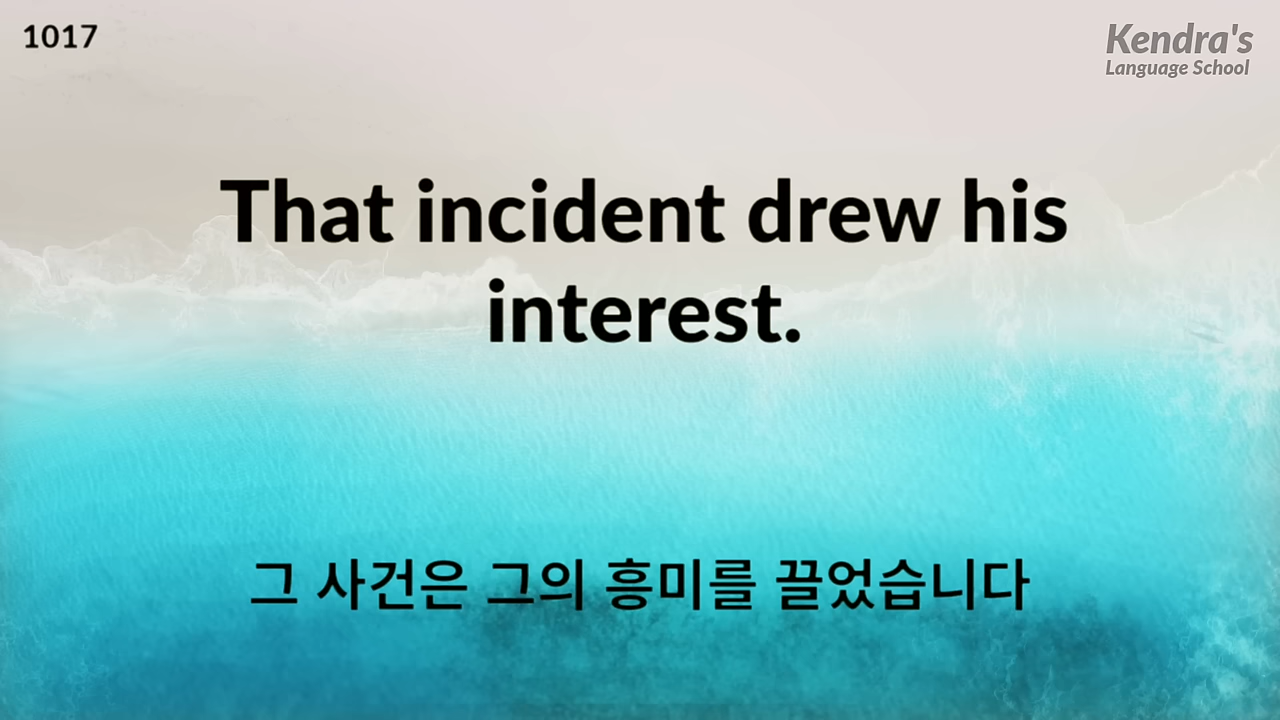 1017
Kendra's
Language School
That incident drew his
interest.
그 사건은 그의 흥미를 끌었습니다